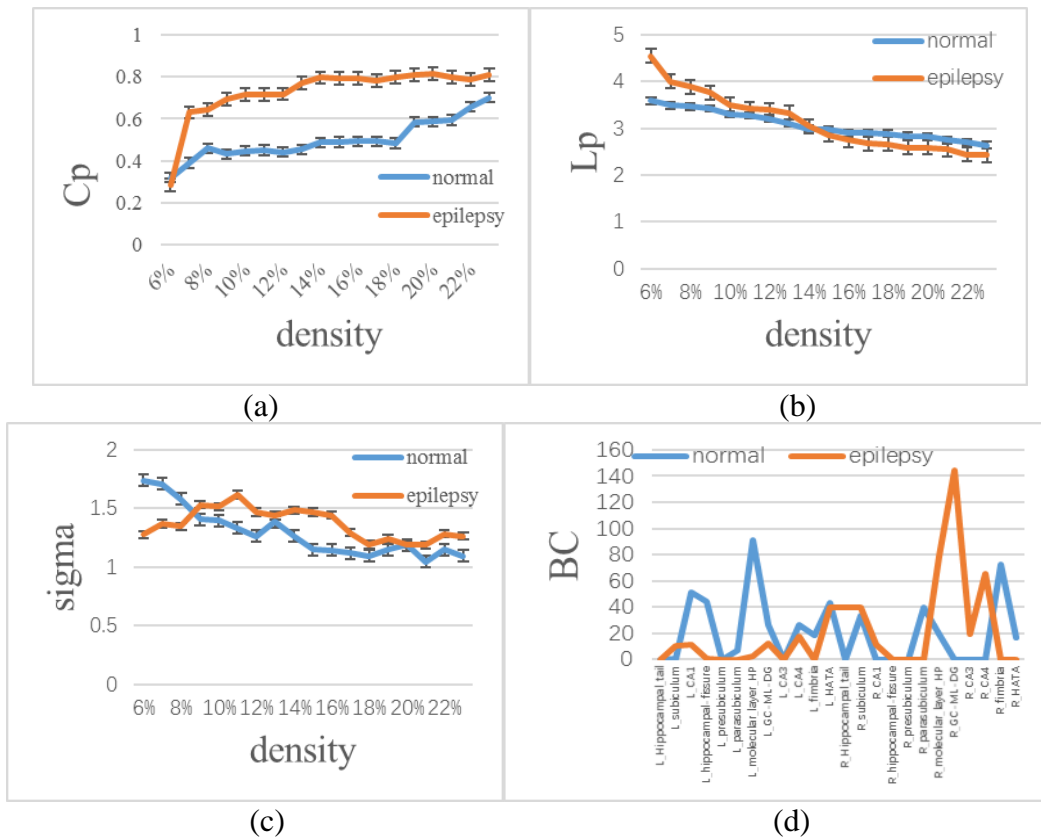 1
0.8
0.6
0.4
0.2
0
Cp
normal
epilepsy
6%
8%
10%
12%
14%
16%
18%
20%
22%
density
(a)
6
5
4
3
2
1
0
Lp
normal
epilepsy
6% 8% 10% 12% 14% 16% 18% 20% 22%
density
(b)
2
1.5
1
0.5
0
sigma
normal
epilepsy
6% 8% 10% 12% 14% 16% 18% 20% 22%
density
(c)
160
140
120
100
80
60
40
20
0
BC
normal
epilepsy
L_Hippocampal_tail
L_subiculum
L_CA1
L_hippocampal-fissure
L_presubiculum
L_parasubiculum
L_molecular_layer_HP
L_GC-ML-DG
L_CA3
L_CA4
L_fimbria
L_HATA
R_Hippocampal_tail
R_subiculum
R_CA1
R_hippocampal-fissure
R_presubiculum
R_parasubiculum
R_molecular_layer_HP
R_GC-ML-DG
R_CA3
R_CA4
R_fimbria
R_HATA
(d)